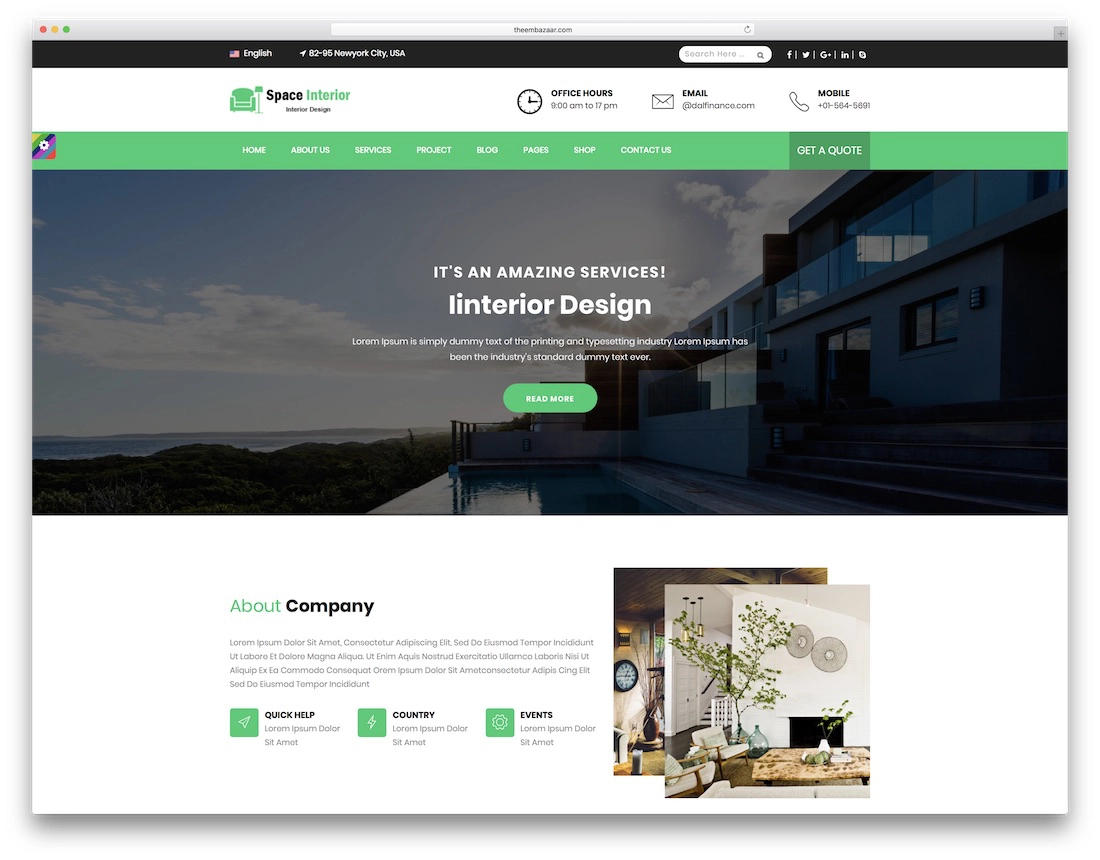 theembazaar.com
English
82-95 Newyork City, USA
Search Here ...
Space Interior
Interior Design
OFFICE HOURS
9:00 am to 17 pm
EMAIL
@dalfinance.com
MOBILE
+01-564-5691
HOME ABOUT US SERVICES PROJECT BLOG PAGES SHOP CONTACT US GET A QUOTE
IT'S AN AMAZING SERVICES!
Iinterior Design
Lorem Ipsum is simply dummy text of the printing and typesetting industry Lorem Ipsum has
been the industry's standard dummy text ever.
READ MORE
About Company
Lorem Ipsum Dolor Sit Amet, Consectetur Adipiscing Elit, Sed Do Eiusmod Tempor Incididunt
Ut Labore Et Dolore Magna Aliqua. Ut Enim Aquis Nostrud Exercitatio Ullamco Laboris Nisi Ut
Aliquip Ex Ea Commodo Consequat Orem Ipsum Dolor Sit Ametconsectetur Adipis Cing Elit
Sed Do Eiusmod Tempor Incididunt
QUICK HELP
Lorem Ipsum Dolor
Sit Amet
COUNTRY
Lorem Ipsum Dolor
Sit Amet
EVENTS
Lorem Ipsum Dolor
Sit Amet